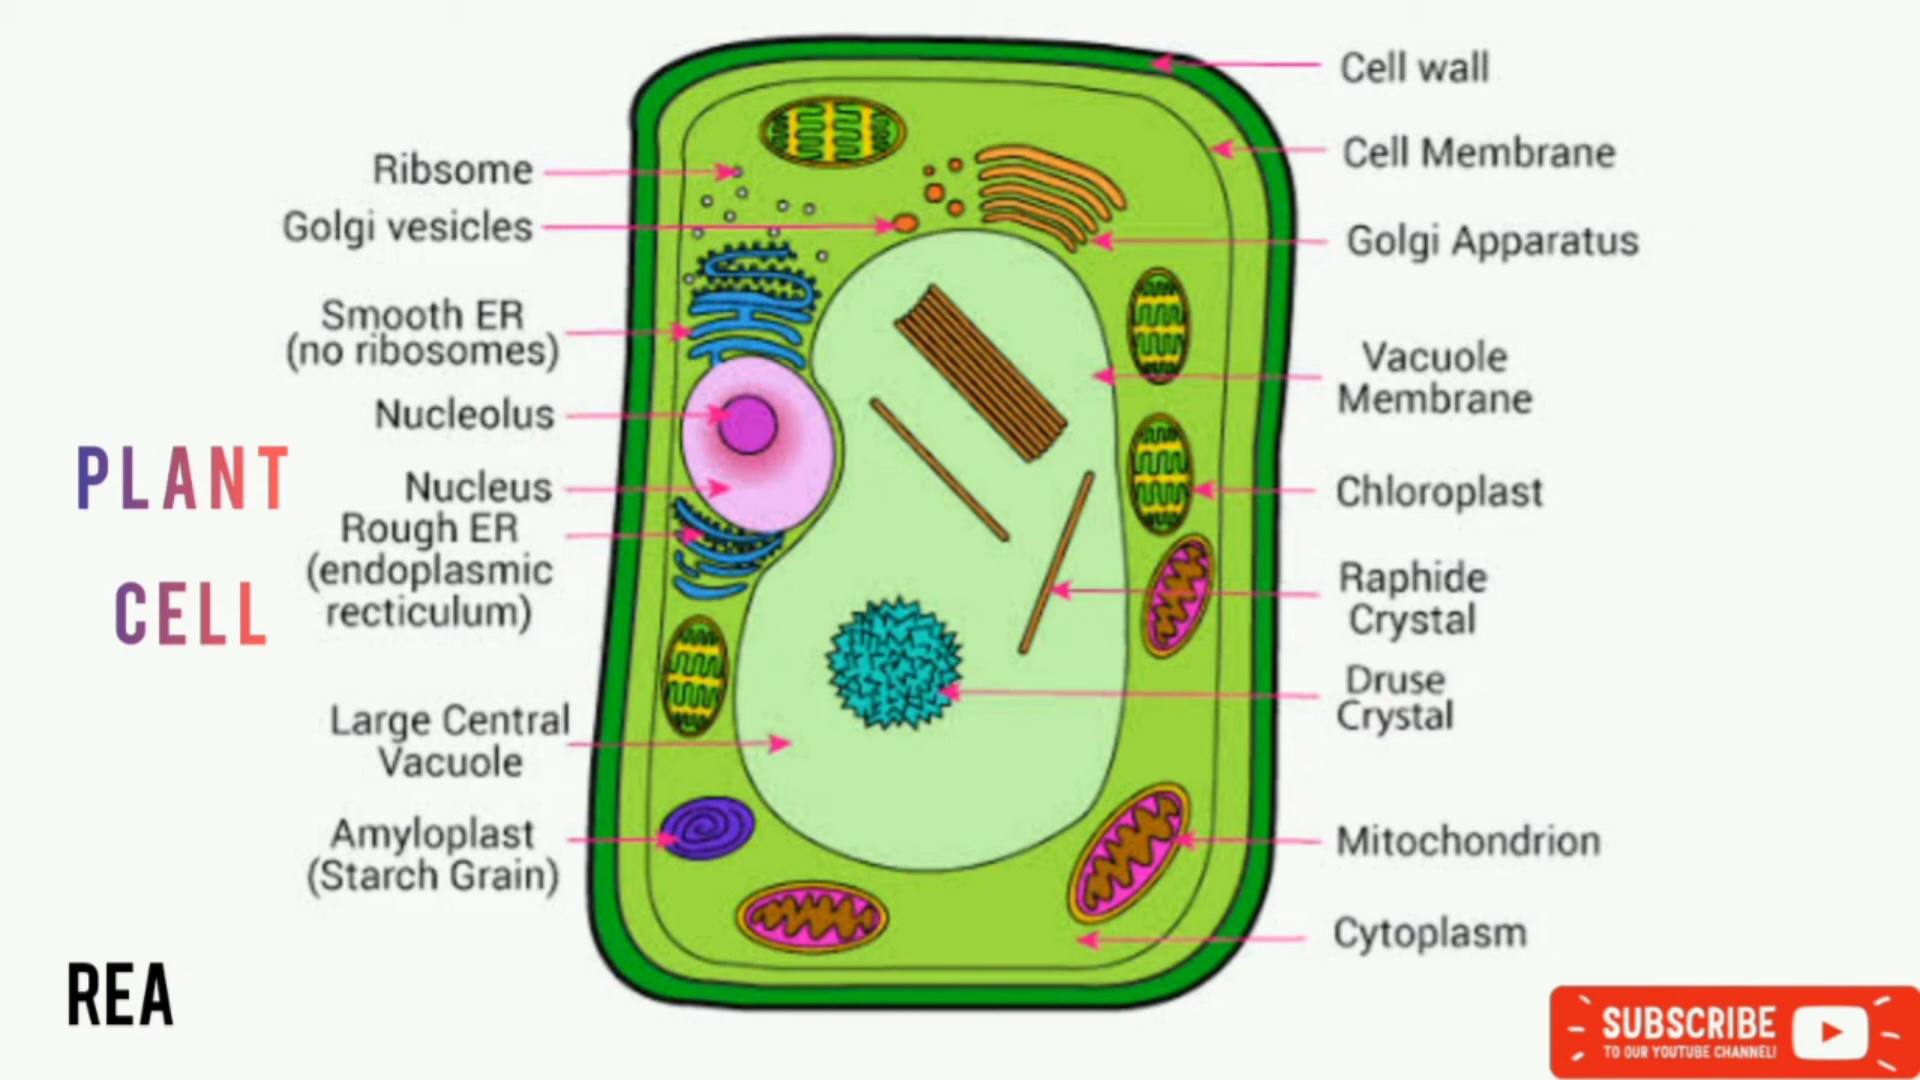 Cell wall
Cell Membrane
Ribsome
Golgi vesicles
Golgi Apparatus
Smooth ER
(no ribosomes)
Vacuole
Membrane
Nucleolus
PLANT
CELL
Nucleus
Chloroplast
Rough ER
(endoplasmic
recticulum)
Raphide
Crystal
Druse
Crystal
Large Central
Vacuole
Amyloplast
(Starch Grain)
Mitochondrion
Cytoplasm
REA
SUBSCRIBE
TO OUR YOUTUBE CHANNEL!